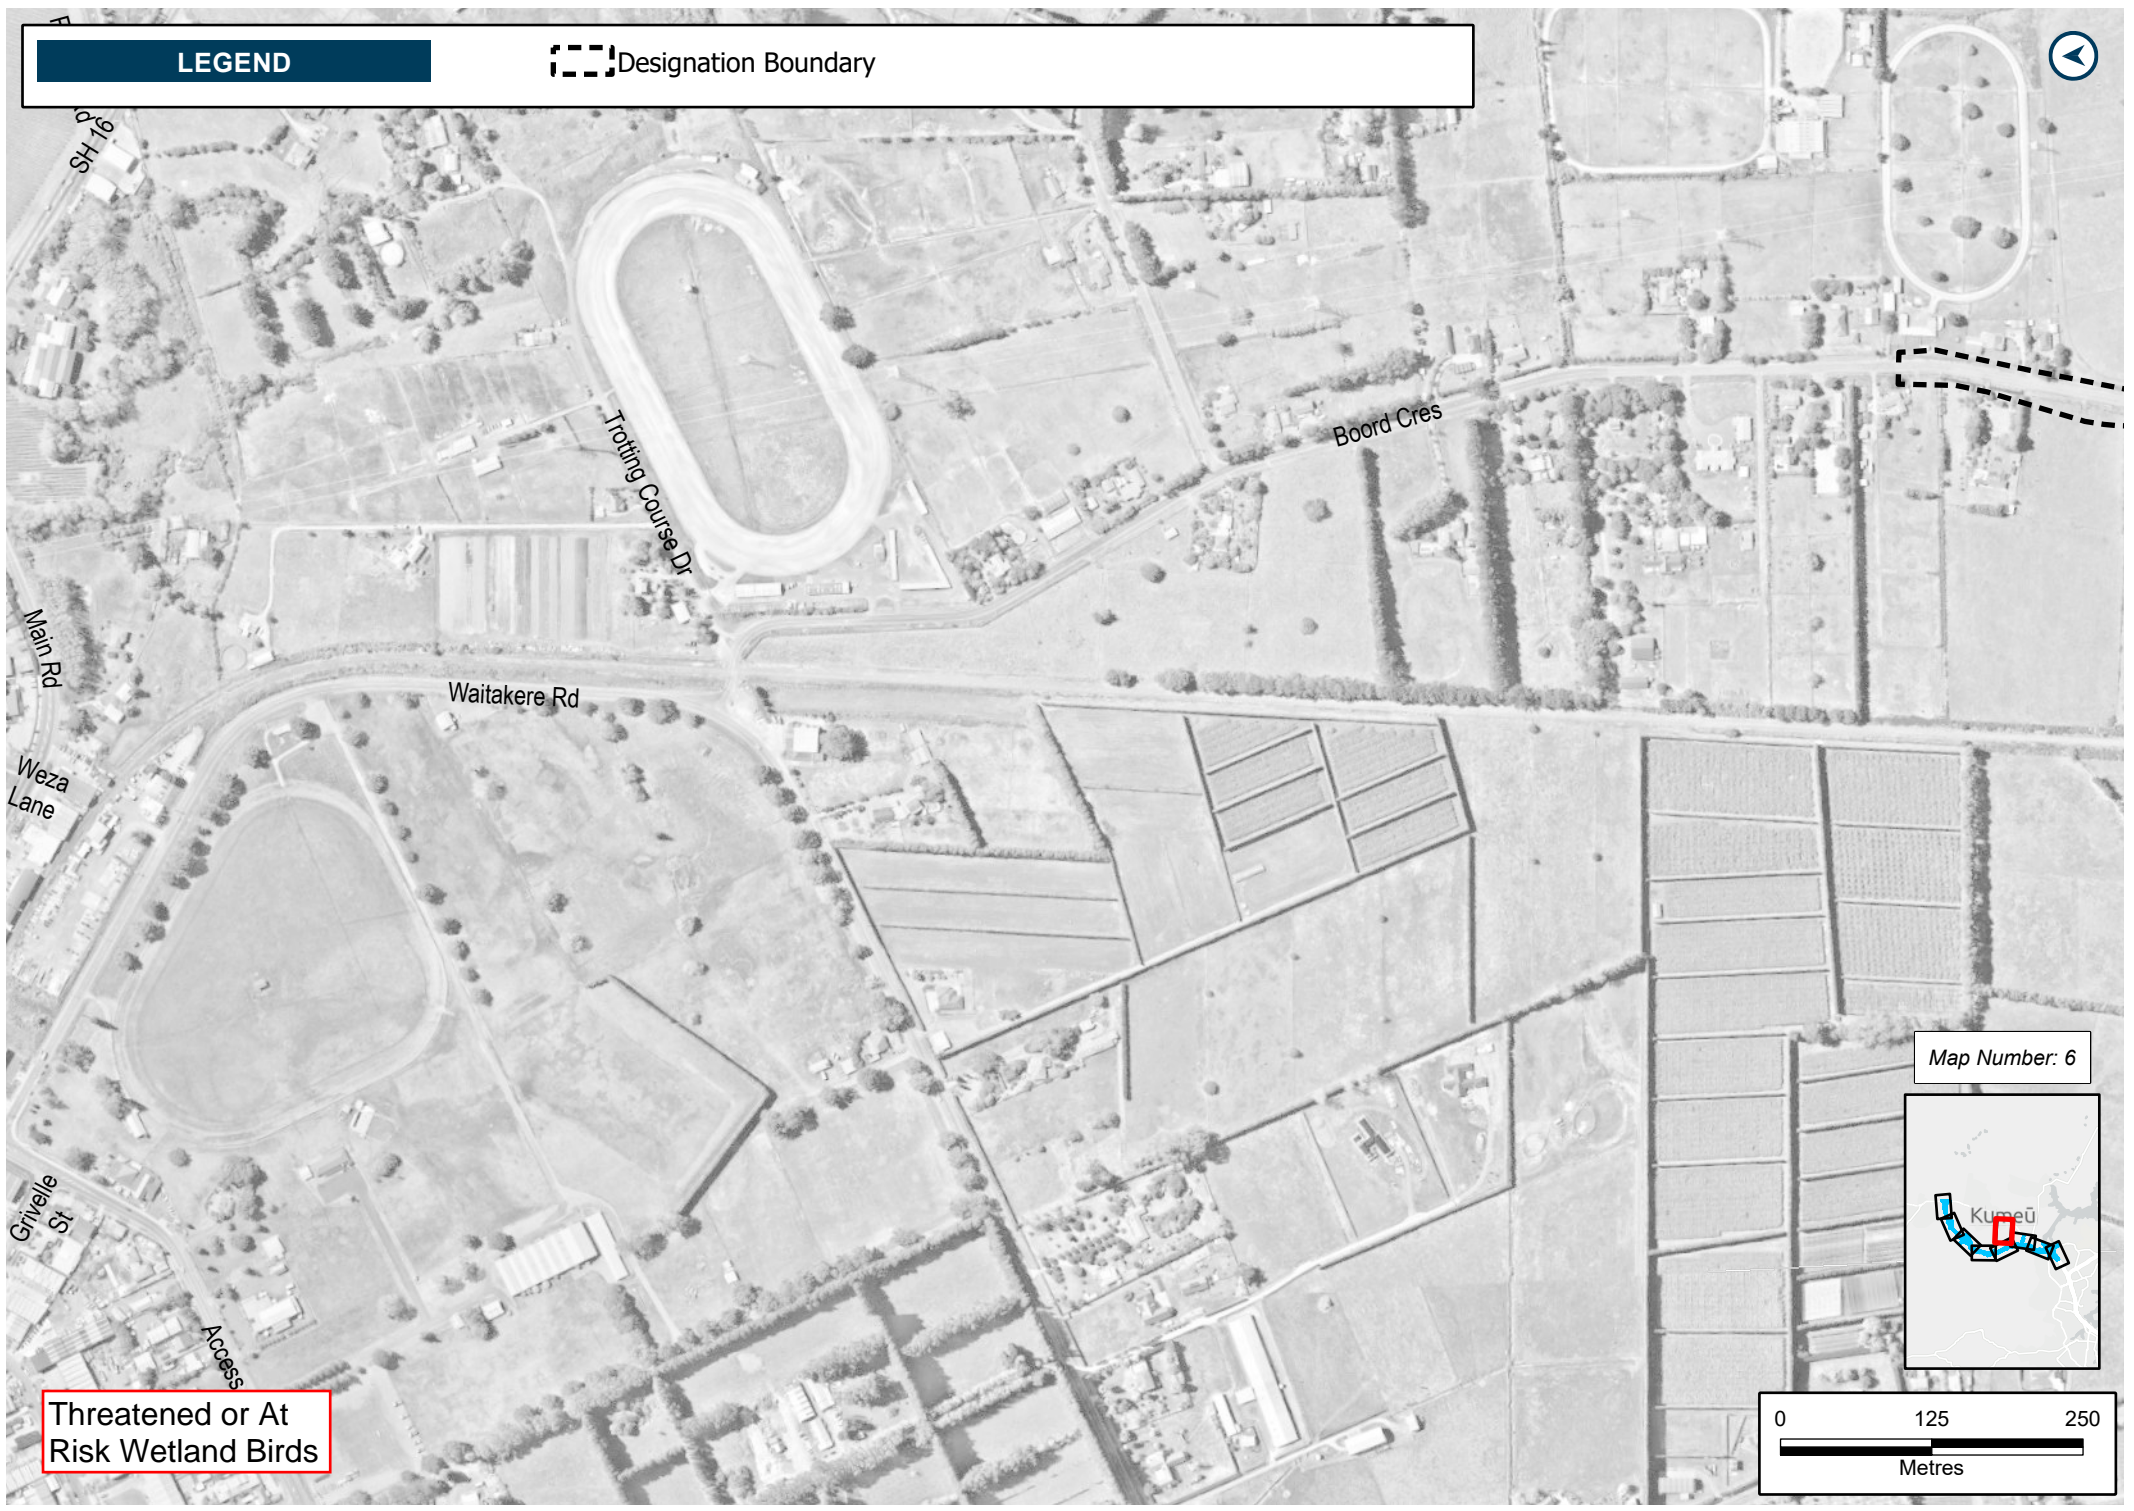 LEGEND
Designation Boundary
SH 16
Trotting Course Dr
Boord Cres
Main Rd
Waitakere Rd
Weza
Lane
Grivelle
St
Access
Map Number: 6
Kumeū
Threatened or At
Risk Wetland Birds
0 125 250
Metres